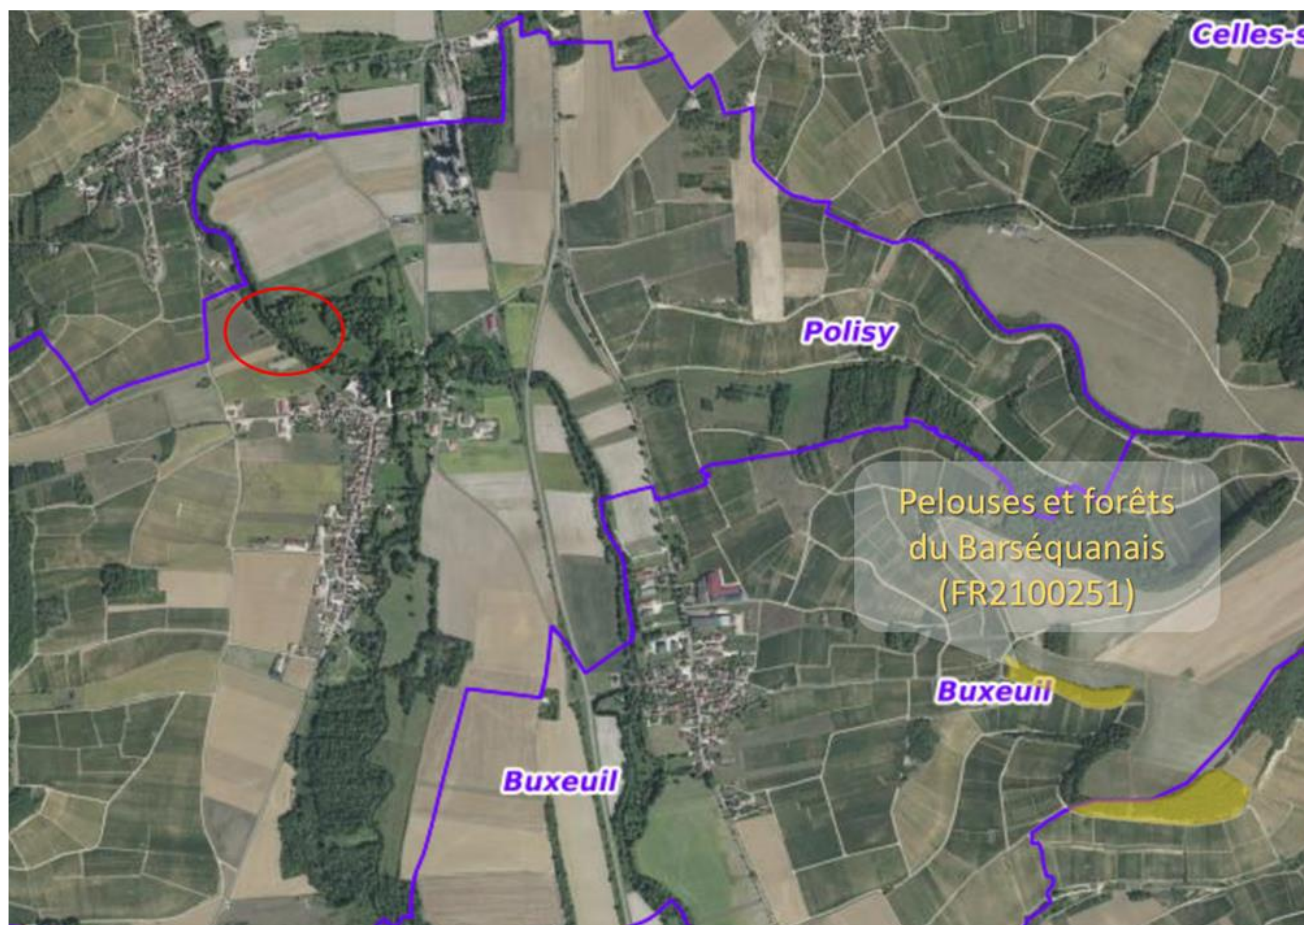 Celles-s
Polisy
Pelouses et forêts
du Barséquanais
(FR2100251)
Buxeuil
Buxeuil